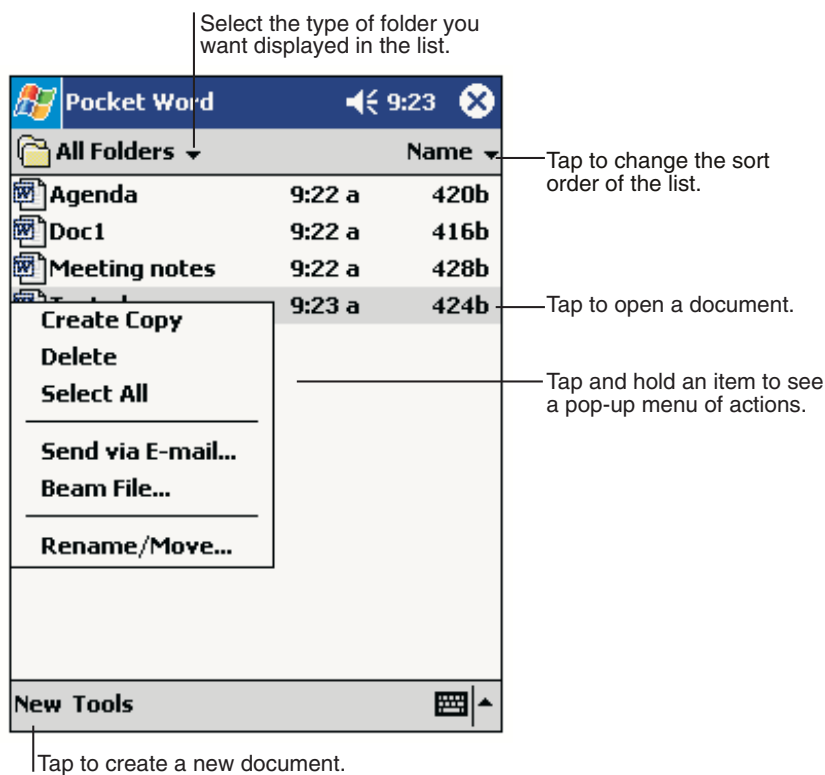 Select the type of folder you
want displayed in the list.
Pocket Word 9:23
All Folders Name
Tap to change the sort
order of the list.
Agenda 9:22 a 420b
Doc1 9:22 a 416b
Meeting notes 9:22 a 428b
9:23 a 424b
Tap to open a document.
Create Copy
Delete
Select All
Tap and hold an item to see
a pop-up menu of actions.
Send via E-mail...
Beam File...
Rename/Move...
New Tools
Tap to create a new document.